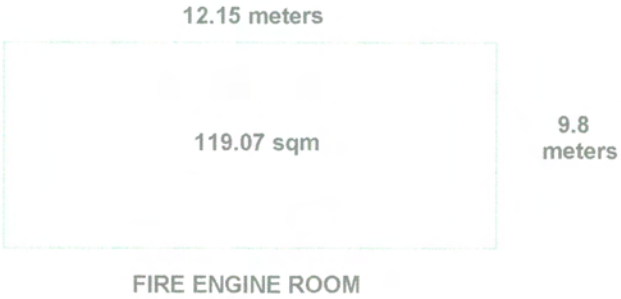 12.15 meters
119.07 sqm
9.8
meters
FIRE ENGINE ROOM